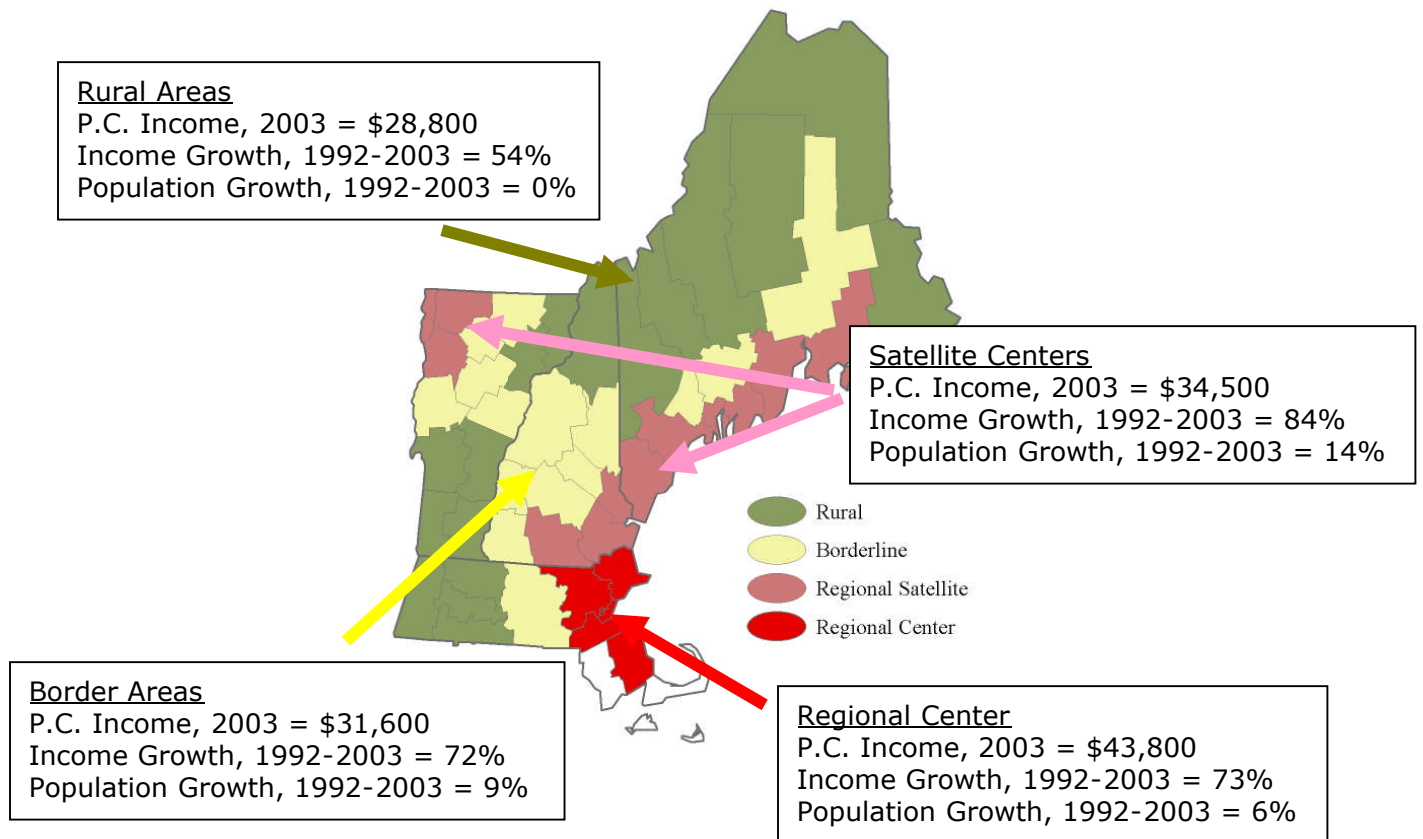 Rural Areas
P.C. Income, 2003 = $28,800
Income Growth, 1992-2003 = 54%
Population Growth, 1992-2003 = 0%
Satellite Centers
P.C. Income, 2003 = $34,500
Income Growth, 1992-2003 = 84%
Population Growth, 1992-2003 = 14%
Rural
Borderline
Regional Satellite
Regional Center
Border Areas
P.C. Income, 2003 = $31,600
Income Growth, 1992-2003 = 72%
Population Growth, 1992-2003 = 9%
Regional Center
P.C. Income, 2003 = $43,800
Income Growth, 1992-2003 = 73%
Population Growth, 1992-2003 = 6%